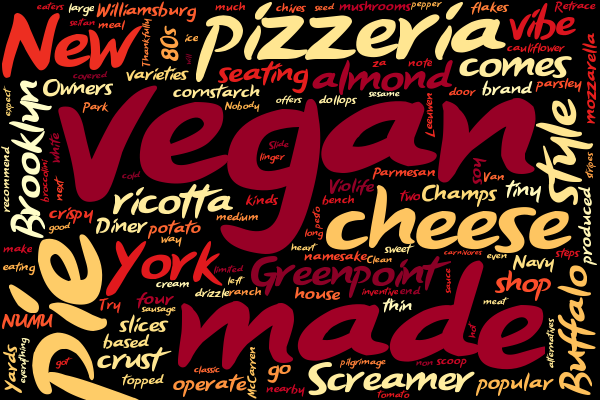 eaters
large
Williamsburg
much
chives
seed
mushrooms
pepper
flakes
Retrace
New
seitan
meal
Thankfully
80s
ice
pizzeria
vibe
cauliflower
mozzarella
covered
varieties
seating
za
note
comes
Owners
cornstarch
almond
door
brand
parsley
expect
Park
Nobody
offers
dollops
sesame
Leeuwen
Brooklyn
white
vegan
Slide
linger
Parmesan
soy
Van
style
stripes
recommend
broccolini
next
cold
ricotta
kinds
Violife
bench
two
Champs
tiny
produced
crispy
good
Diner
potato
medium
long
pesto
cheese
way
heart
namesake
Clean
sweet
carnivores
even
Navy
steps
make
eating
Pie
York
limited
cream
left
Greenpoint
sauce
shop
Buffalo
drizzle
ranch
house
inventive
end
thin
meat
NUMU
Try
four
sausage
slices
based
made
hot
alternatives
yards
everything
got
crust
topped
classic
operate
McCarren
go
nearby
pilgrimage
Screamer
non
scoop
popular
tomato